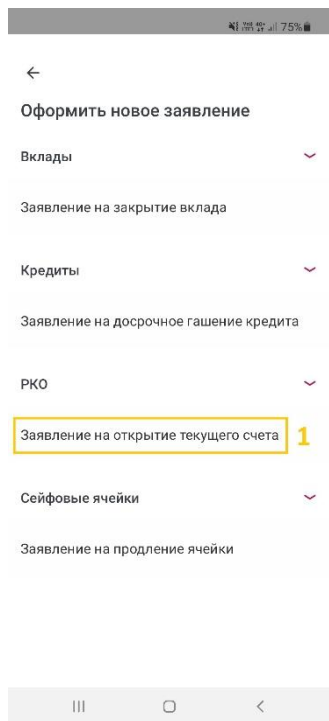 75%
Оформить новое заявление
Вклады
Заявление на закрытие вклада
Кредиты
Заявление на досрочное гашение кредита
РКО
Заявление на открытие текущего счета 1
Сейфовые ячейки
Заявление на продление ячейки